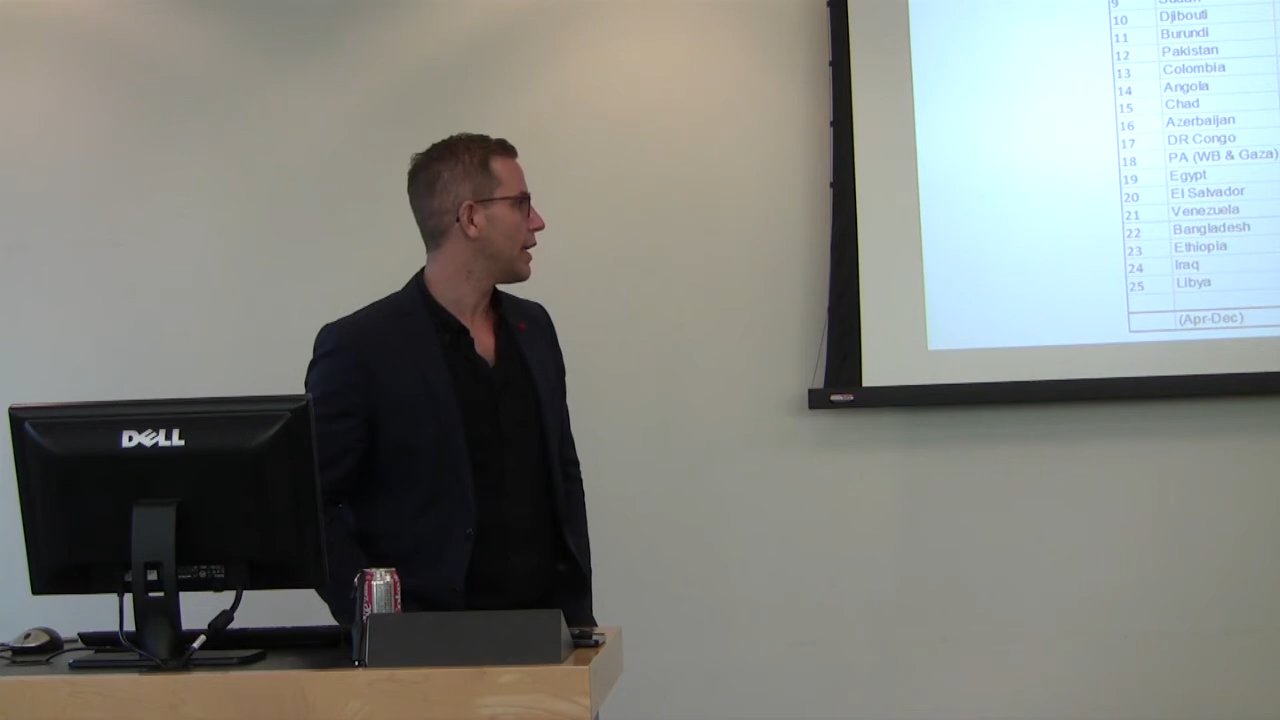 9 Sudan
10 Djibouti
11 Burundi
12 Pakistan
13 Colombia
14 Angola
15 Chad
16 Azerbaijan
17 DR Congo
18 PA (WB & Gaza)
19 Egypt
20 El Salvador
21 Venezuela
22 Bangladesh
23 Ethiopia
24 Iraq
25 Libya
(Apr-Dec)
DELL